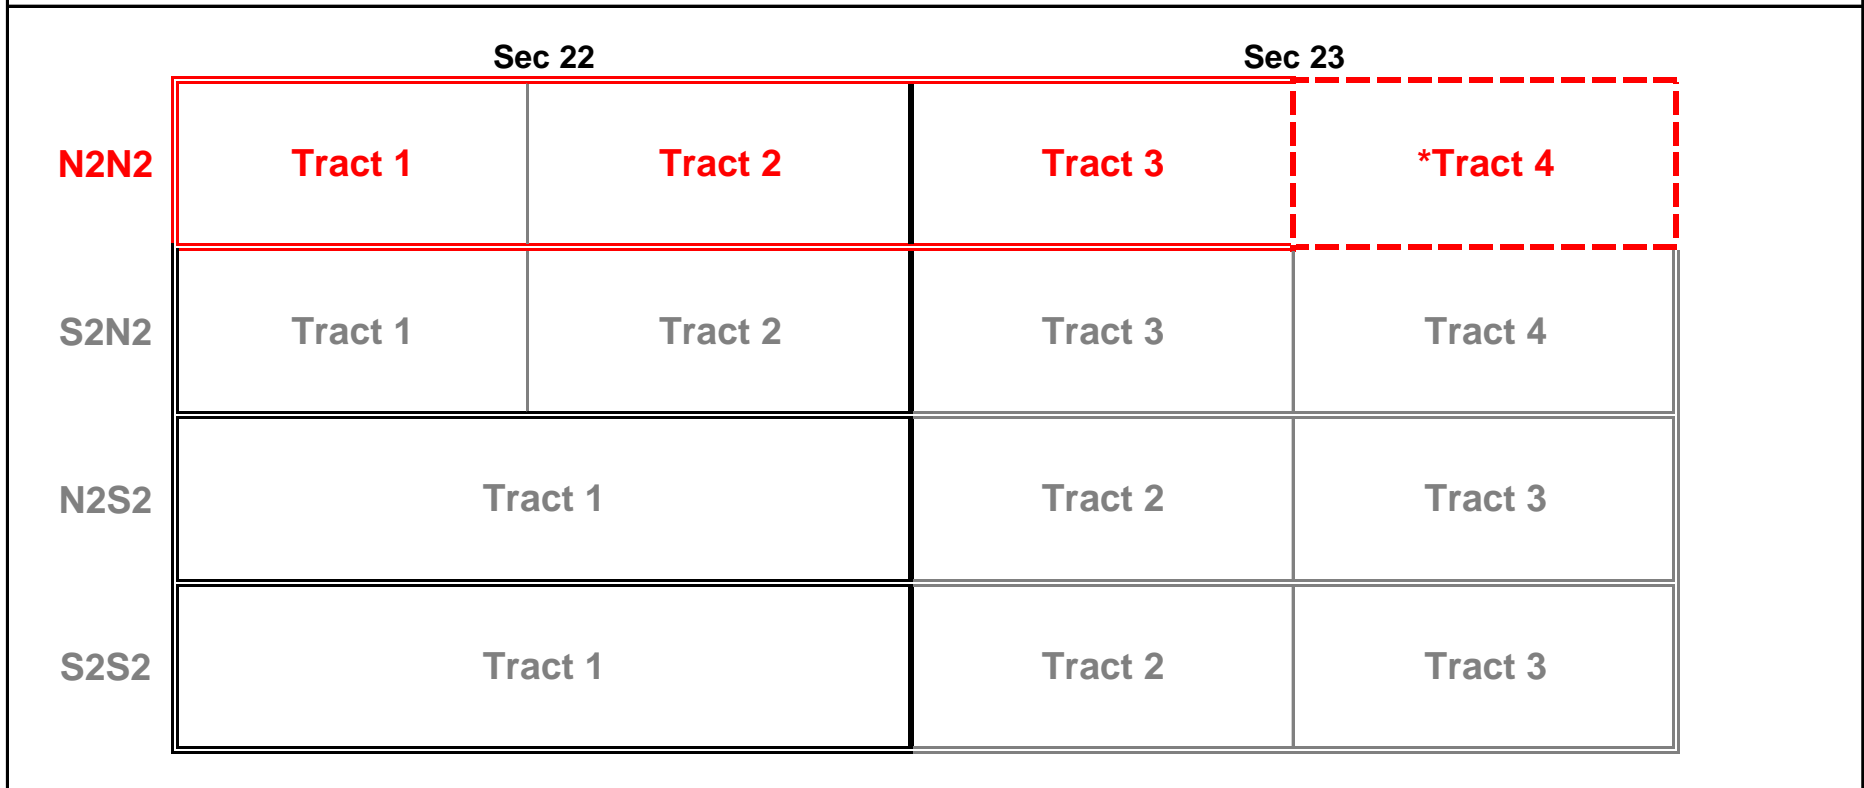 Sec 22 Sec 23
N2N2 Tract 1 Tract 2 Tract 3 *Tract 4
S2N2 Tract 1 Tract 2 Tract 3 Tract 4
N2S2 Tract 1 Tract 2 Tract 3
S2S2 Tract 1 Tract 2 Tract 3